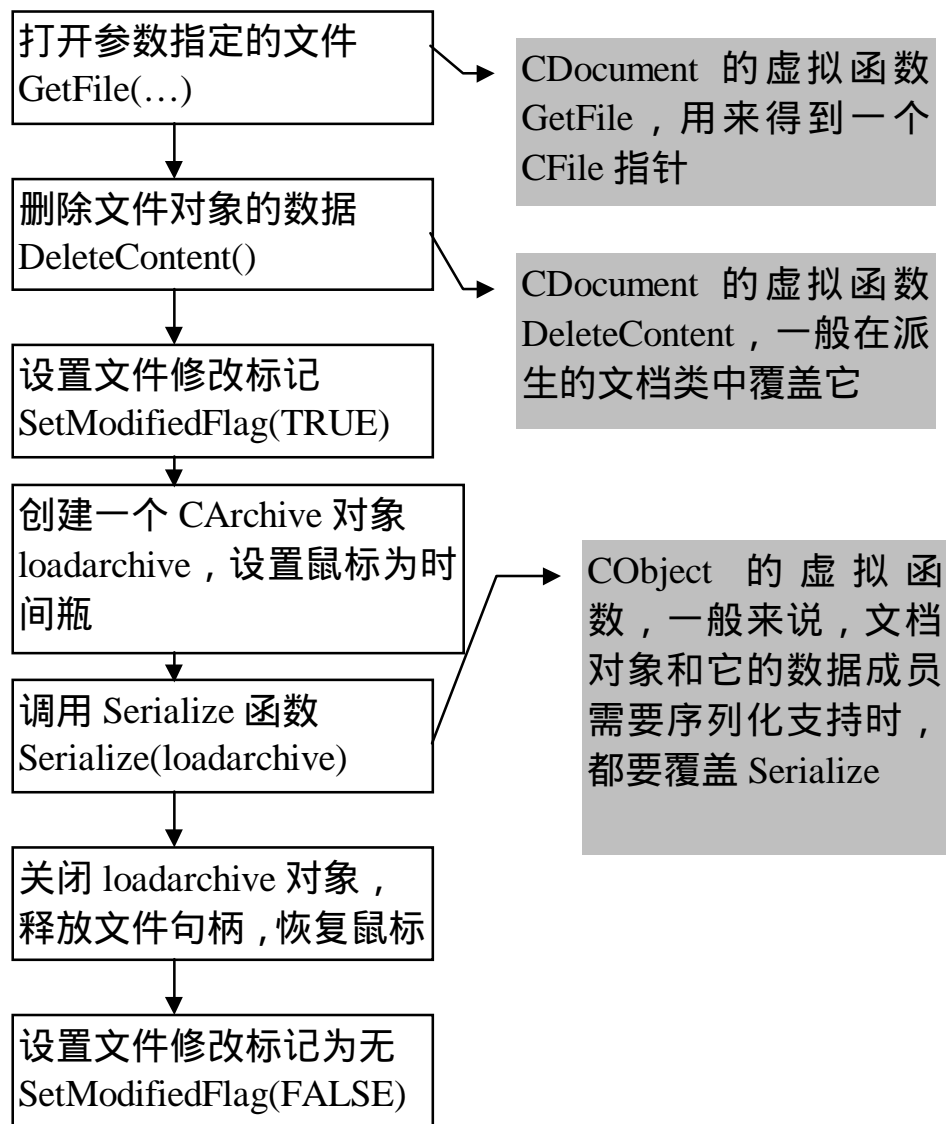 打开参数指定的文件
GetFile(…)
CDocument 的虚拟函数
GetFile，用来得到一个
CFile 指针
删除文件对象的数据
DeleteContent()
CDocument 的虚拟函数
DeleteContent，一般在派
生的文档类中覆盖它
设置文件修改标记
SetModifiedFlag(TRUE)
创建一个 CArchive 对象
loadarchive，设置鼠标为时
间瓶
CObject 的虚拟函
数，一般来说，文档
对象和它的数据成员
需要序列化支持时，
都要覆盖 Serialize
调用 Serialize 函数
Serialize(loadarchive)
关闭 loadarchive 对象，
释放文件句柄，恢复鼠标
设置文件修改标记为无
SetModifiedFlag(FALSE)